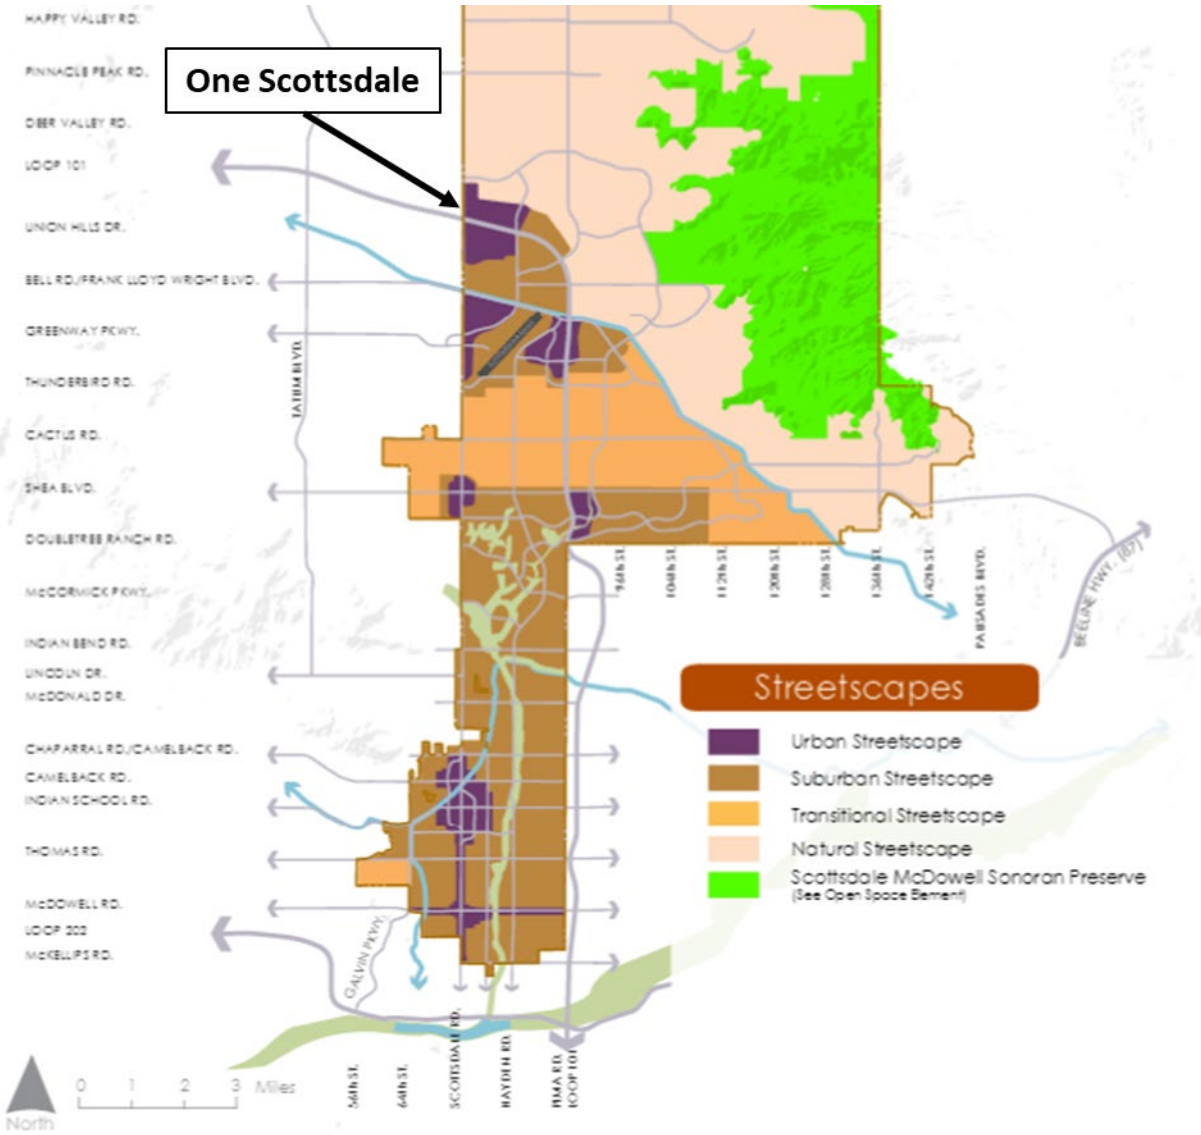 HAPPY VALLEY RD.
One Scottsdale
PINNACLE PEAK RD.
DEER VALLEY RD.
LOOP 101
UNION HILLS DR.
BELL RD./FRANK LLOYD WRIGHT BLVD.
GREENWAY PKWY.
THUNDERBIRD RD.
TATUM BLVD.
CACTUS RD.
SHEA BLVD.
DOUBLETREE RANCH RD.
96th ST.
104th ST.
112th ST.
120th ST.
128th ST.
136th ST.
142th ST.
PALISADES BLVD.
BEELINE HWY. (87)
McCORMICK PKWY.
INDIAN BEND RD.
LINCOLN DR.
McDONALD DR.
Streetscapes
CHAPARRAL RD./CAMELBACK RD.
Urban Streetscape
CAMELBACK RD.
Suburban Streetscape
INDIAN SCHOOL RD.
Transitional Streetscape
THOMAS RD.
Natural Streetscape
Scottsdale McDowell Sonoran Preserve
(See Open Space Element)
McDOWELL RD.
LOOP 202
McKELLIPS RD.
GALVIN PKWY.
56th ST.
64th ST.
SCOTTSDALE RD.
HAYDEN RD.
PIMA RD.
LOOP 101
0 1 2 3 Miles
North